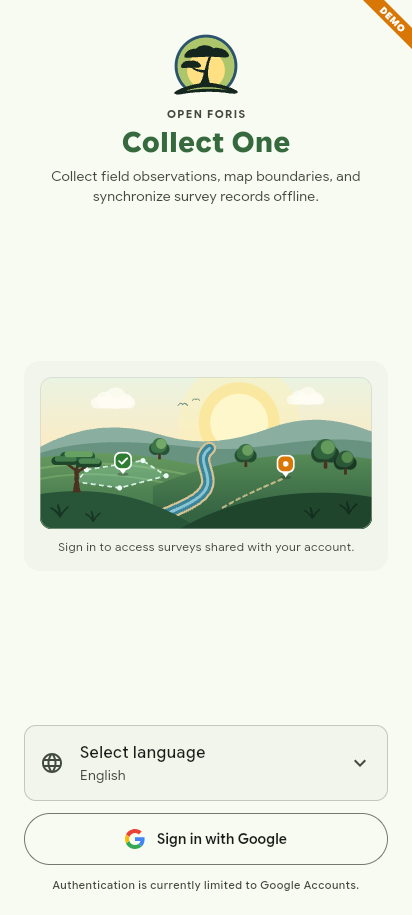 DEMO
OPEN FORIS
Collect One
Collect field observations, map boundaries, and
synchronize survey records offline.
Sign in to access surveys shared with your account.
Select language
English
Sign in with Google
Authentication is currently limited to Google Accounts.